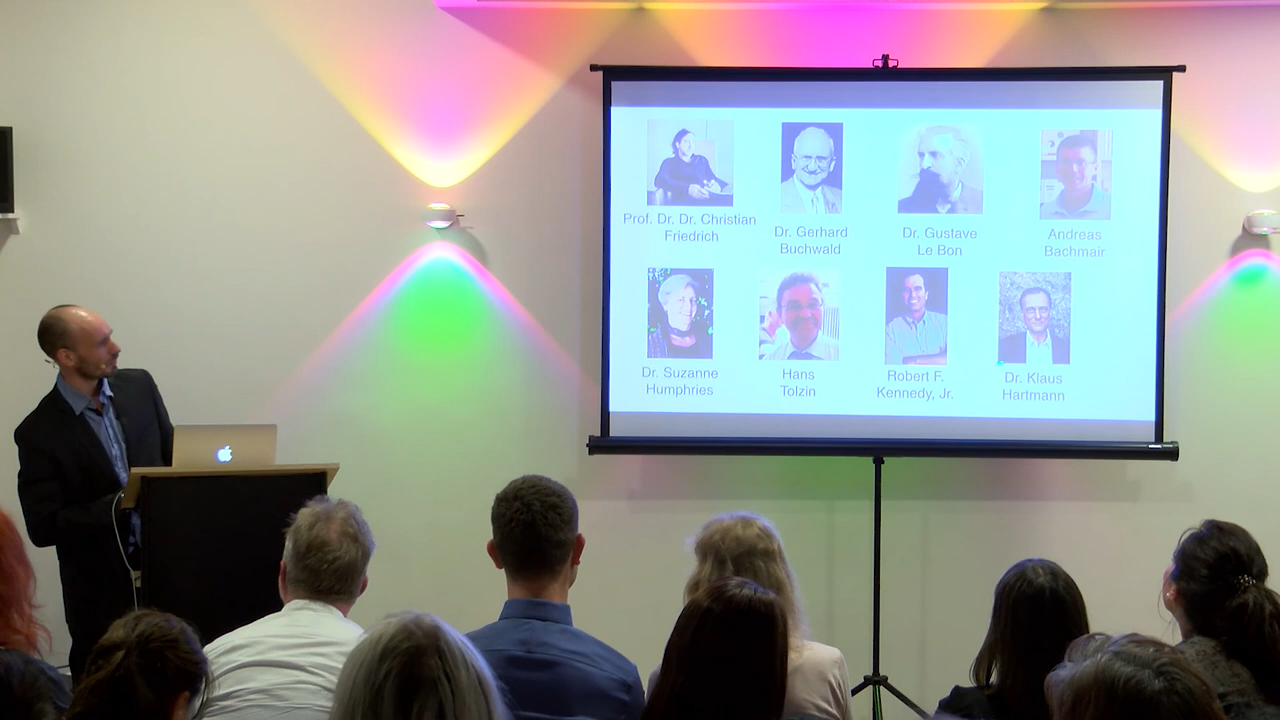 Prof. Dr. Dr. Christian
Friedrich
Dr. Gerhard
Buchwald
Dr. Gustave
Le Bon
Andreas
Bachmair
Dr. Suzanne
Humphries
Hans
Tolzin
Robert F.
Kennedy, Jr.
Dr. Klaus
Hartmann